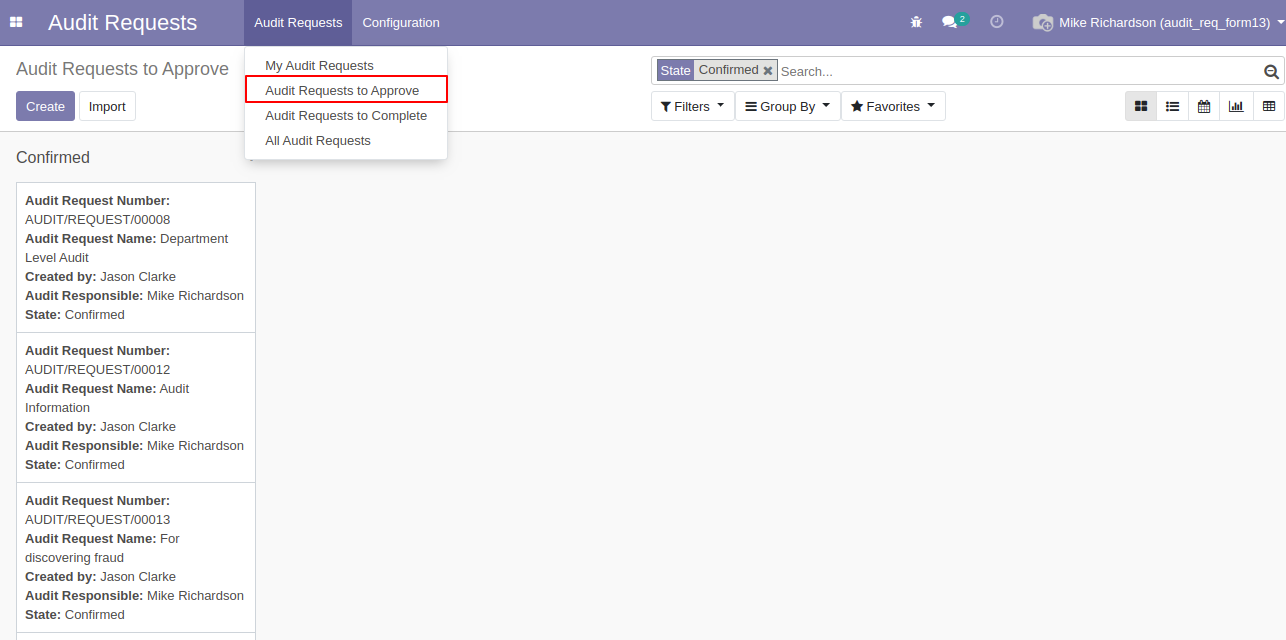 Audit Requests
Audit Requests
Configuration
2
Mike Richardson (audit_req_form13)
My Audit Requests
Audit Requests to Approve
Audit Requests to Complete
All Audit Requests
Audit Requests to Approve
State Confirmed
Search...
Create
Import
Filters
Group By
Favorites
Confirmed
Audit Request Number:
AUDIT/REQUEST/00008
Audit Request Name: Department
Level Audit
Created by: Jason Clarke
Audit Responsible: Mike Richardson
State: Confirmed
Audit Request Number:
AUDIT/REQUEST/00012
Audit Request Name: Audit
Information
Created by: Jason Clarke
Audit Responsible: Mike Richardson
State: Confirmed
Audit Request Number:
AUDIT/REQUEST/00013
Audit Request Name: For
discovering fraud
Created by: Jason Clarke
Audit Responsible: Mike Richardson
State: Confirmed